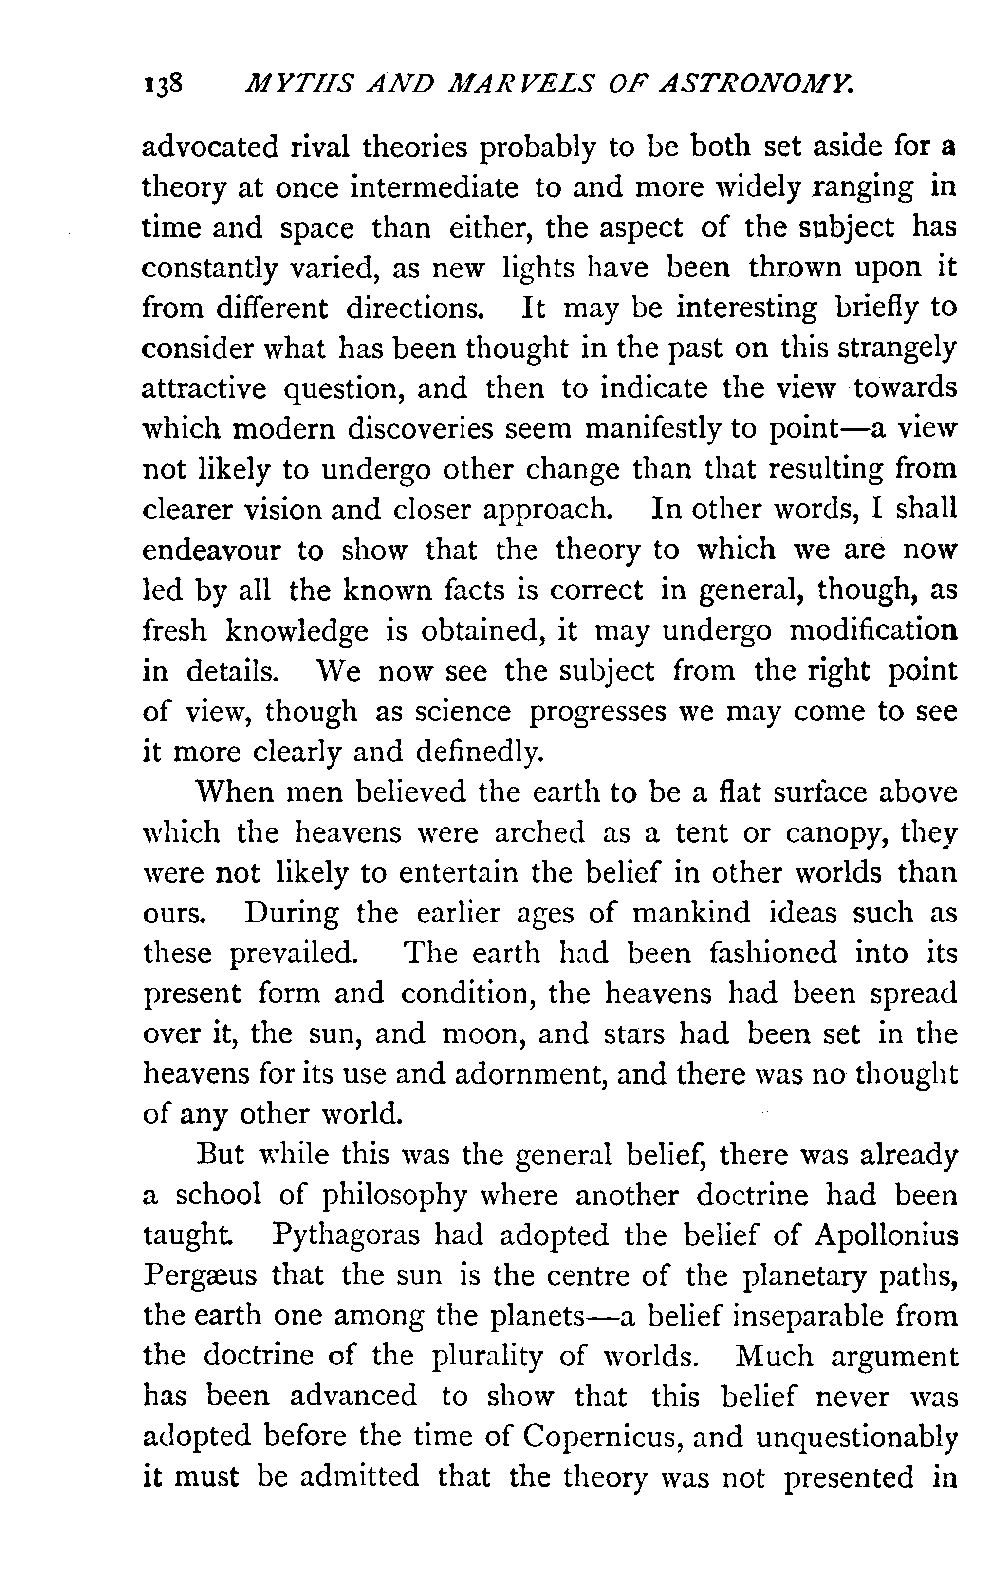 138 MYTHS AND MARVELS OF ASTRONOMY.
advocated rival theories probably to be both set aside for a
theory at once intermediate to and more widely ranging in
time and space than either, the aspect of the subject has
constantly varied, as new lights have been thrown upon it
from different directions. It may be interesting briefly to
consider what has been thought in the past on this strangely
attractive question, and then to indicate the view towards
which modern discoveries seem manifestly to point—a view
not likely to undergo other change than that resulting from
clearer vision and closer approach. In other words, I shall
endeavour to show that the theory to which we are now
led by all the known facts is correct in general, though, as
fresh knowledge is obtained, it may undergo modification
in details. We now see the subject from the right point
of view, though as science progresses we may come to see
it more clearly and definedly.
When men believed the earth to be a flat surface above
which the heavens were arched as a tent or canopy, they
were not likely to entertain the belief in other worlds than
ours. During the earlier ages of mankind ideas such as
these prevailed. The earth had been fashioned into its
present form and condition, the heavens had been spread
over it, the sun, and moon, and stars had been set in the
heavens for its use and adornment, and there was no thought
of any other world.
But while this was the general belief, there was already
a school of philosophy where another doctrine had been
taught. Pythagoras had adopted the belief of Apollonius
Pergæus that the sun is the centre of the planetary paths,
the earth one among the planets—a belief inseparable from
the doctrine of the plurality of worlds. Much argument
has been advanced to show that this belief never was
adopted before the time of Copernicus, and unquestionably
it must be admitted that the theory was not presented in